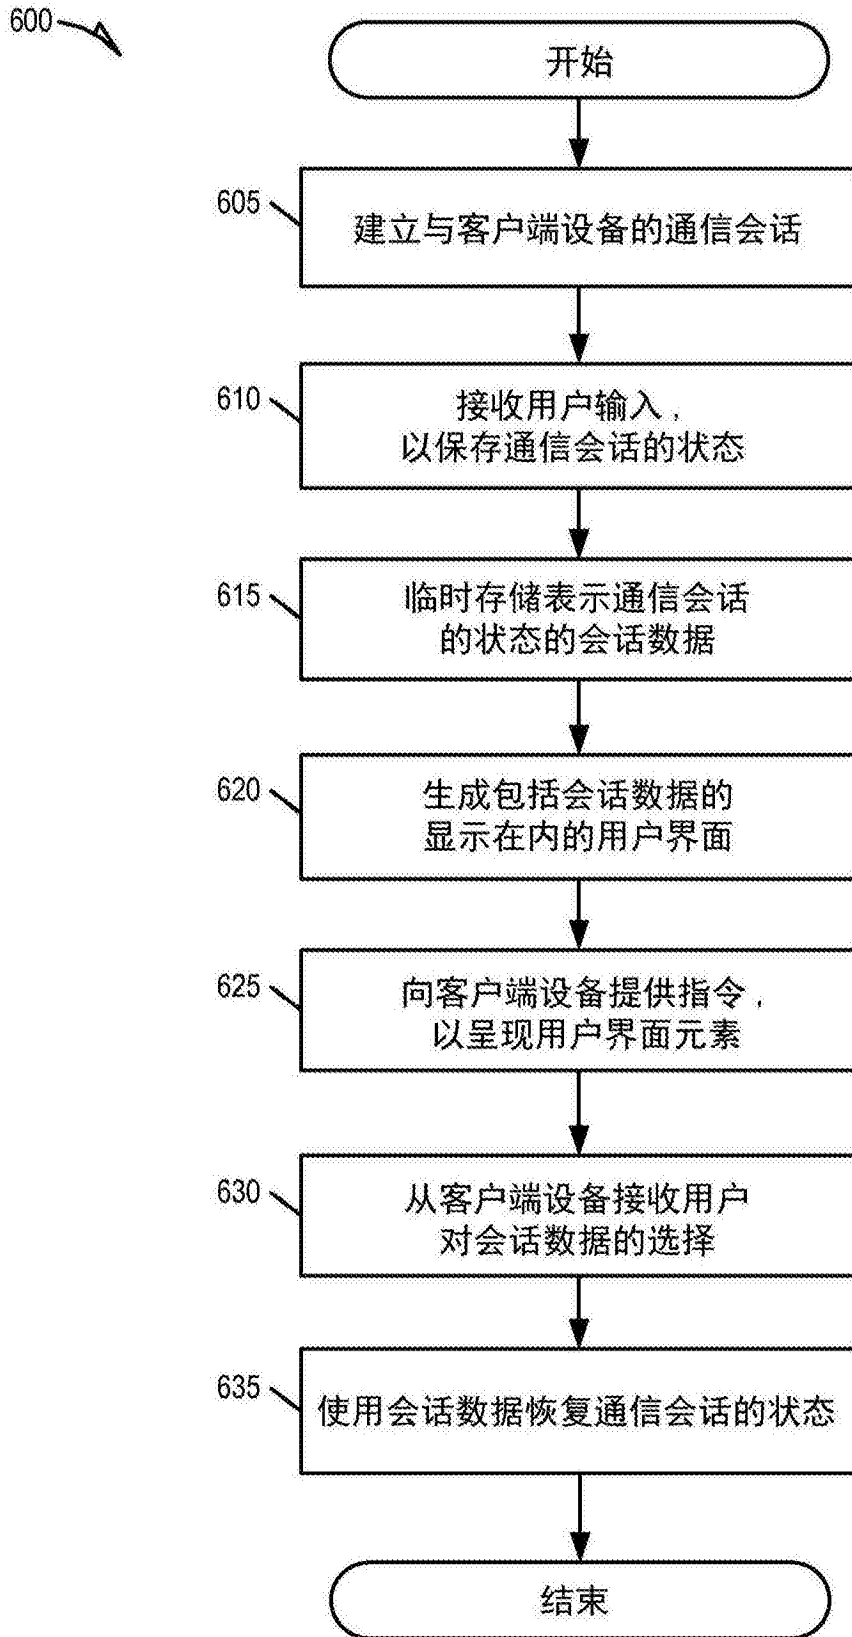 600
开始
605
建立与客户端设备的通信会话
610
接收用户输入，
以保存通信会话的状态
615
临时存储表示通信会话
的状态的会话数据
620
生成包括会话数据的
显示在内的用户界面
625
向客户端设备提供指令，
以呈现用户界面元素
630
从客户端设备接收用户
对会话数据的选择
635
使用会话数据恢复通信会话的状态
结束